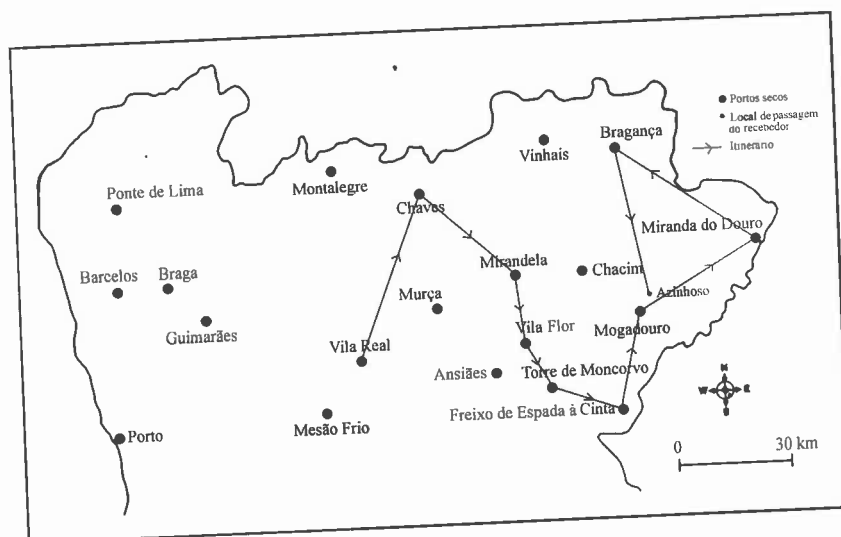 Portos secos
Local de passagem
do recebedor
Itinerário
Bragança
Vinhais
Montalegre
Ponte de Lima
Chaves
Miranda do Douro
Mirandela
Chacim
Barcelos
Braga
Azinhoso
Murça
Mogadouro
Guimarães
Vila Flor
Vila Real
Ansiães
Torre de Moncorvo
Freixo de Espada à Cinta
Mesão Frio
Porto
N
W
E
S
0 30 km